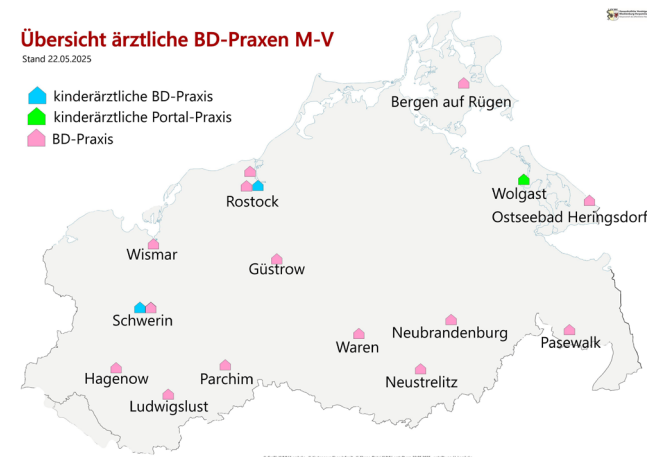 Übersicht ärztliche BD-Praxen M-V
Stand 22.05.2025
kinderärztliche BD-Praxis
kinderärztliche Portal-Praxis
BD-Praxis
Bergen auf Rügen
Wolgast
Rostock
Ostseebad Heringsdorf
Wismar
Güstrow
Schwerin
Neubrandenburg
Pasewalk
Waren
Hagenow
Parchim
Neustrelitz
Ludwigslust